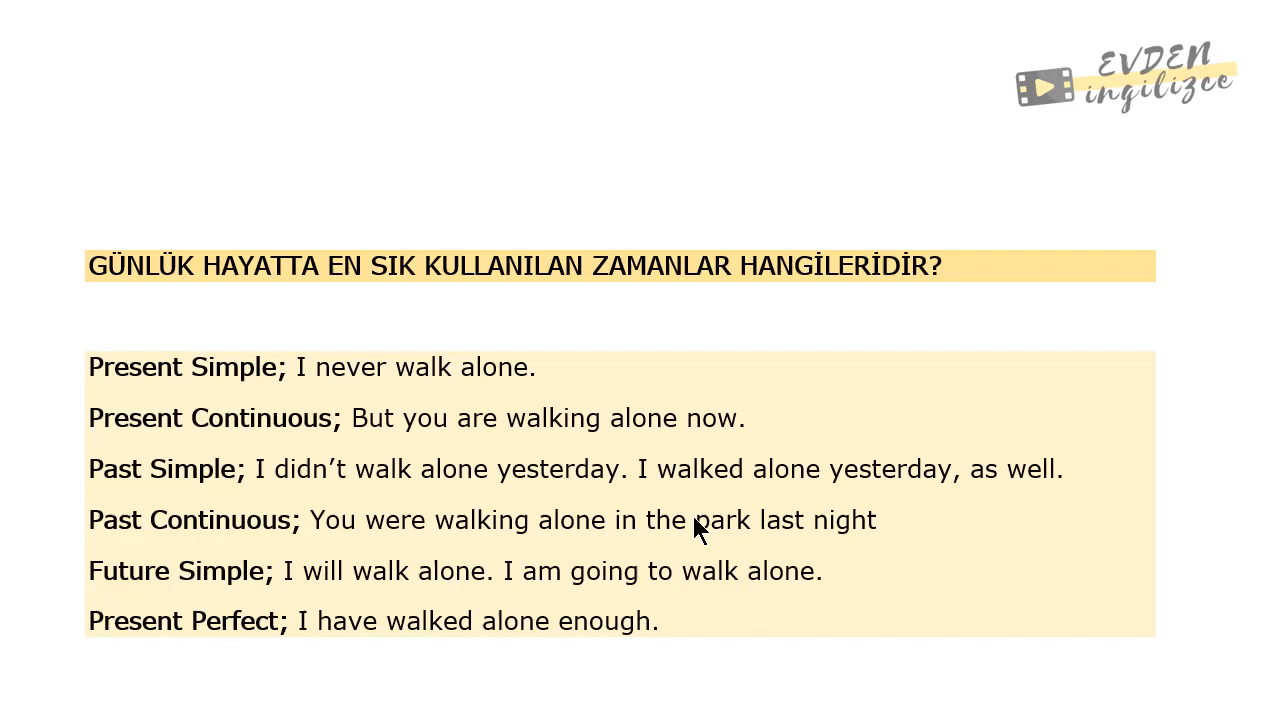 EVDEN
ingilizce
GÜNLÜK HAYATTA EN SIK KULLANILAN ZAMANLAR HANGİLERİDİR?
Present Simple; I never walk alone.
Present Continuous; But you are walking alone now.
Past Simple; I didn’t walk alone yesterday. I walked alone yesterday, as well.
Past Continuous; You were walking alone in the park last night
Future Simple; I will walk alone. I am going to walk alone.
Present Perfect; I have walked alone enough.